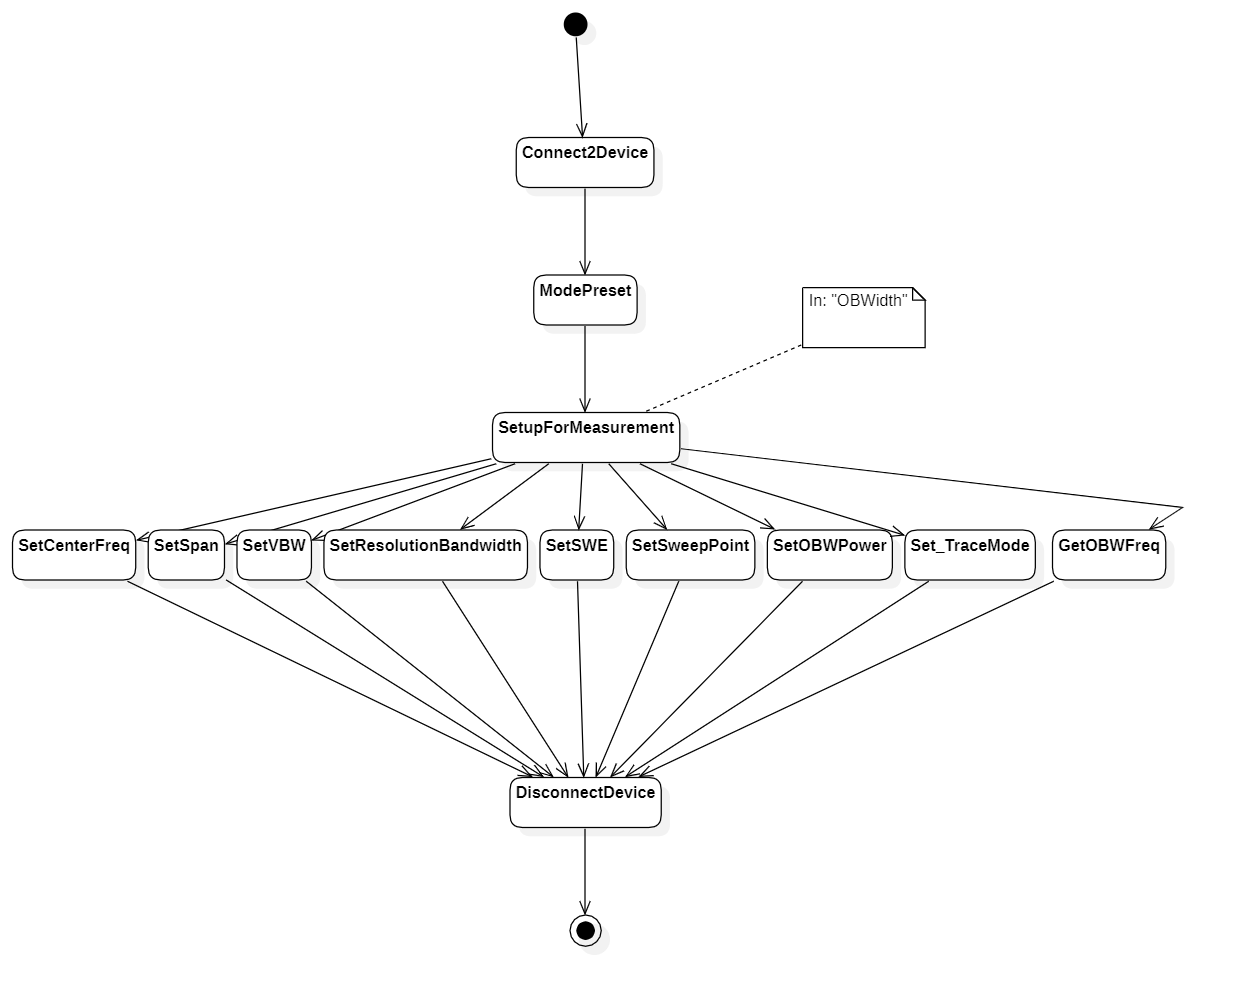 Connect2Device
ModePreset
In: "OBWidth"
SetupForMeasurement
SetCenterFreq
SetSpan
SetVBW
SetResolutionBandwidth
SetSWE
SetSweepPoint
SetOBWPower
Set_TraceMode
GetOBWFreq
DisconnectDevice